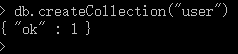 > db.createCollection("user")
{ "ok" : 1 }
>